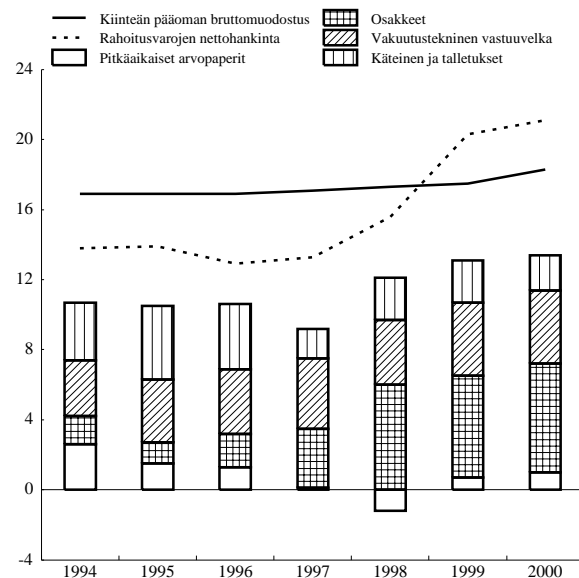 Kiinteän pääoman bruttomuodostus
Rahoitusvarojen nettohankinta
Pitkäaikaiset arvopaperit
Osakkeet
Vakuutustekninen vastuuvelka
Käteinen ja talletukset
24
20
16
12
8
4
0
-4
1994 1995 1996 1997 1998 1999 2000